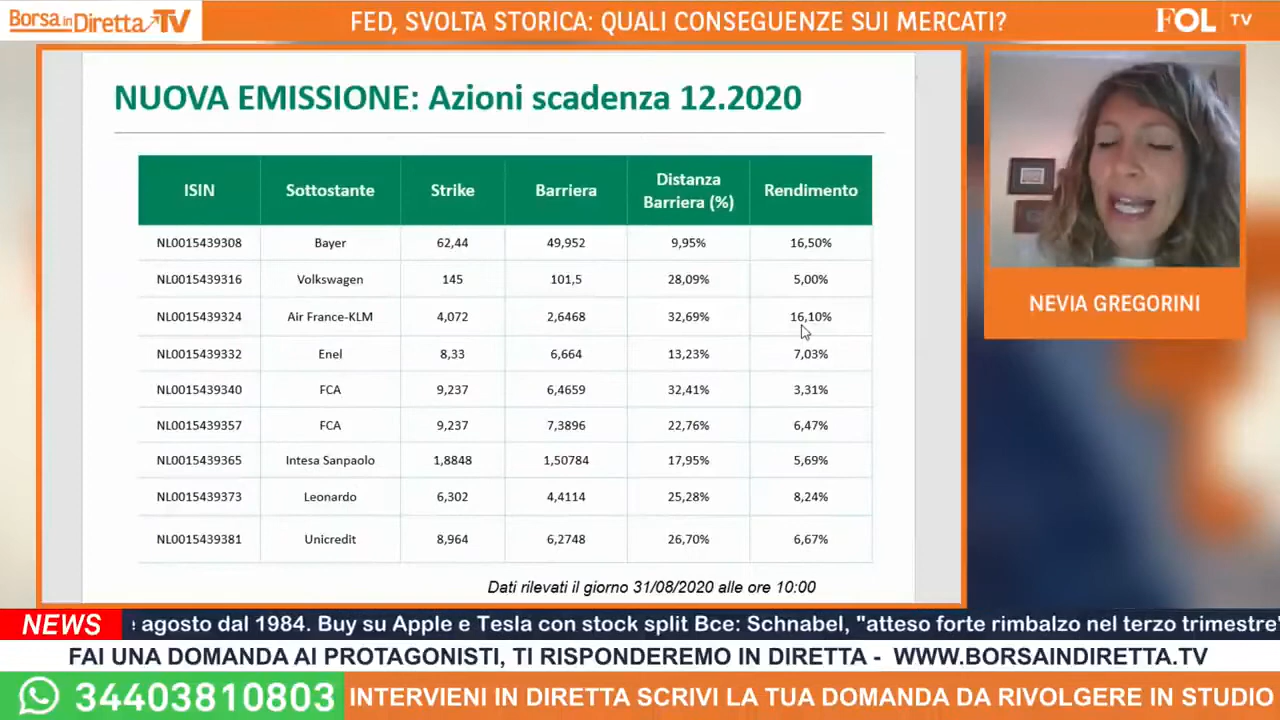 Borsa in Diretta TV
FED, SVOLTA STORICA: QUALI CONSEGUENZE SUI MERCATI?
FOL TV
NUOVA EMISSIONE: Azioni scadenza 12.2020
ISIN Sottostante Strike Barriera Distanza Barriera (%) Rendimento
NL0015439308 Bayer 62,44 49,952 9,95% 16,50%
NL0015439316 Volkswagen 145 101,5 28,09% 5,00%
NL0015439324 Air France-KLM 4,072 2,6468 32,69% 16,10%
NL0015439332 Enel 8,33 6,664 13,23% 7,03%
NL0015439340 FCA 9,237 6,4659 32,41% 3,31%
NL0015439357 FCA 9,237 7,3896 22,76% 6,47%
NL0015439365 Intesa Sanpaolo 1,8848 1,50784 17,95% 5,69%
NL0015439373 Leonardo 6,302 4,4114 25,28% 8,24%
NL0015439381 Unicredit 8,964 6,2748 26,70% 6,67%
Dati rilevati il giorno 31/08/2020 alle ore 10:00
NEVIA GREGORINI
NEWS agosto dal 1984. Buy su Apple e Tesla con stock split Bce: Schnabel, "atteso forte rimbalzo nel terzo trimestre"
FAI UNA DOMANDA AI PROTAGONISTI, TI RISPONDEREMO IN DIRETTA - WWW.BORSAINDIRETTA.TV
34403810803 INTERVIENI IN DIRETTA SCRIVI LA TUA DOMANDA DA RIVOLGERE IN STUDIO